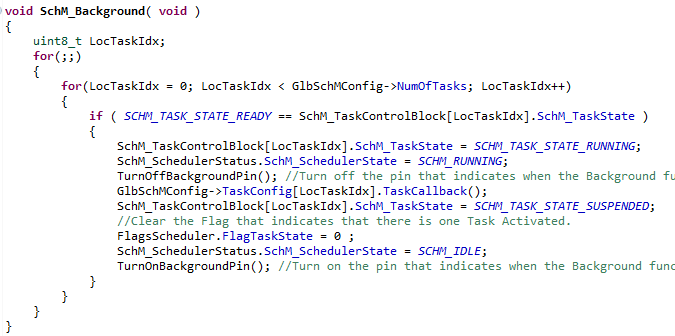 void SchM_Background( void )
{
    uint8_t LocTaskIdx;
    for(;;)
    {
        for(LocTaskIdx = 0; LocTaskIdx < GlbSchMConfig->NumOfTasks; LocTaskIdx++)
        {
            if ( SCHM_TASK_STATE_READY == SchM_TaskControlBlock[LocTaskIdx].SchM_TaskState )
            {
                SchM_TaskControlBlock[LocTaskIdx].SchM_TaskState = SCHM_TASK_STATE_RUNNING;
                SchM_SchedulerStatus.SchM_SchedulerState = SCHM_RUNNING;
                TurnOffBackgroundPin(); //Turn off the pin that indicates when the Background fu
                GlbSchMConfig->TaskConfig[LocTaskIdx].TaskCallback();
                SchM_TaskControlBlock[LocTaskIdx].SchM_TaskState = SCHM_TASK_STATE_SUSPENDED;
                //Clear the Flag that indicates that there is one Task Activated.
                FlagsScheduler.FlagTaskState = 0 ;
                SchM_SchedulerStatus.SchM_SchedulerState = SCHM_IDLE;
                TurnOnBackgroundPin(); //Turn on the pin that indicates when the Background func
            }
        }
    }
}